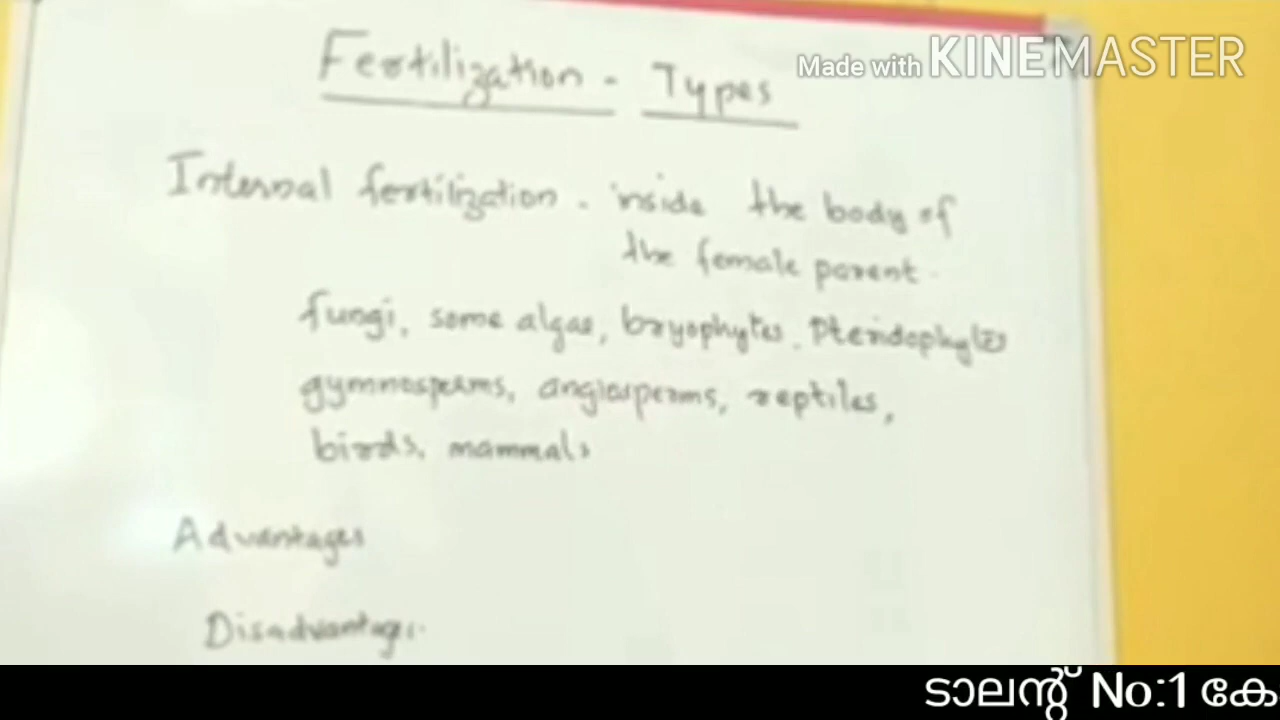 Made with KINEMASTER
Fertilization - Types
Internal fertilization - inside the body of
the female parent.
fungi, some algae, bryophytes, Pteridophytes
gymnosperms, angiosperms, reptiles,
birds, mammals
Advantages
Disadvantages
ടാലന്റ് No:1 കേ